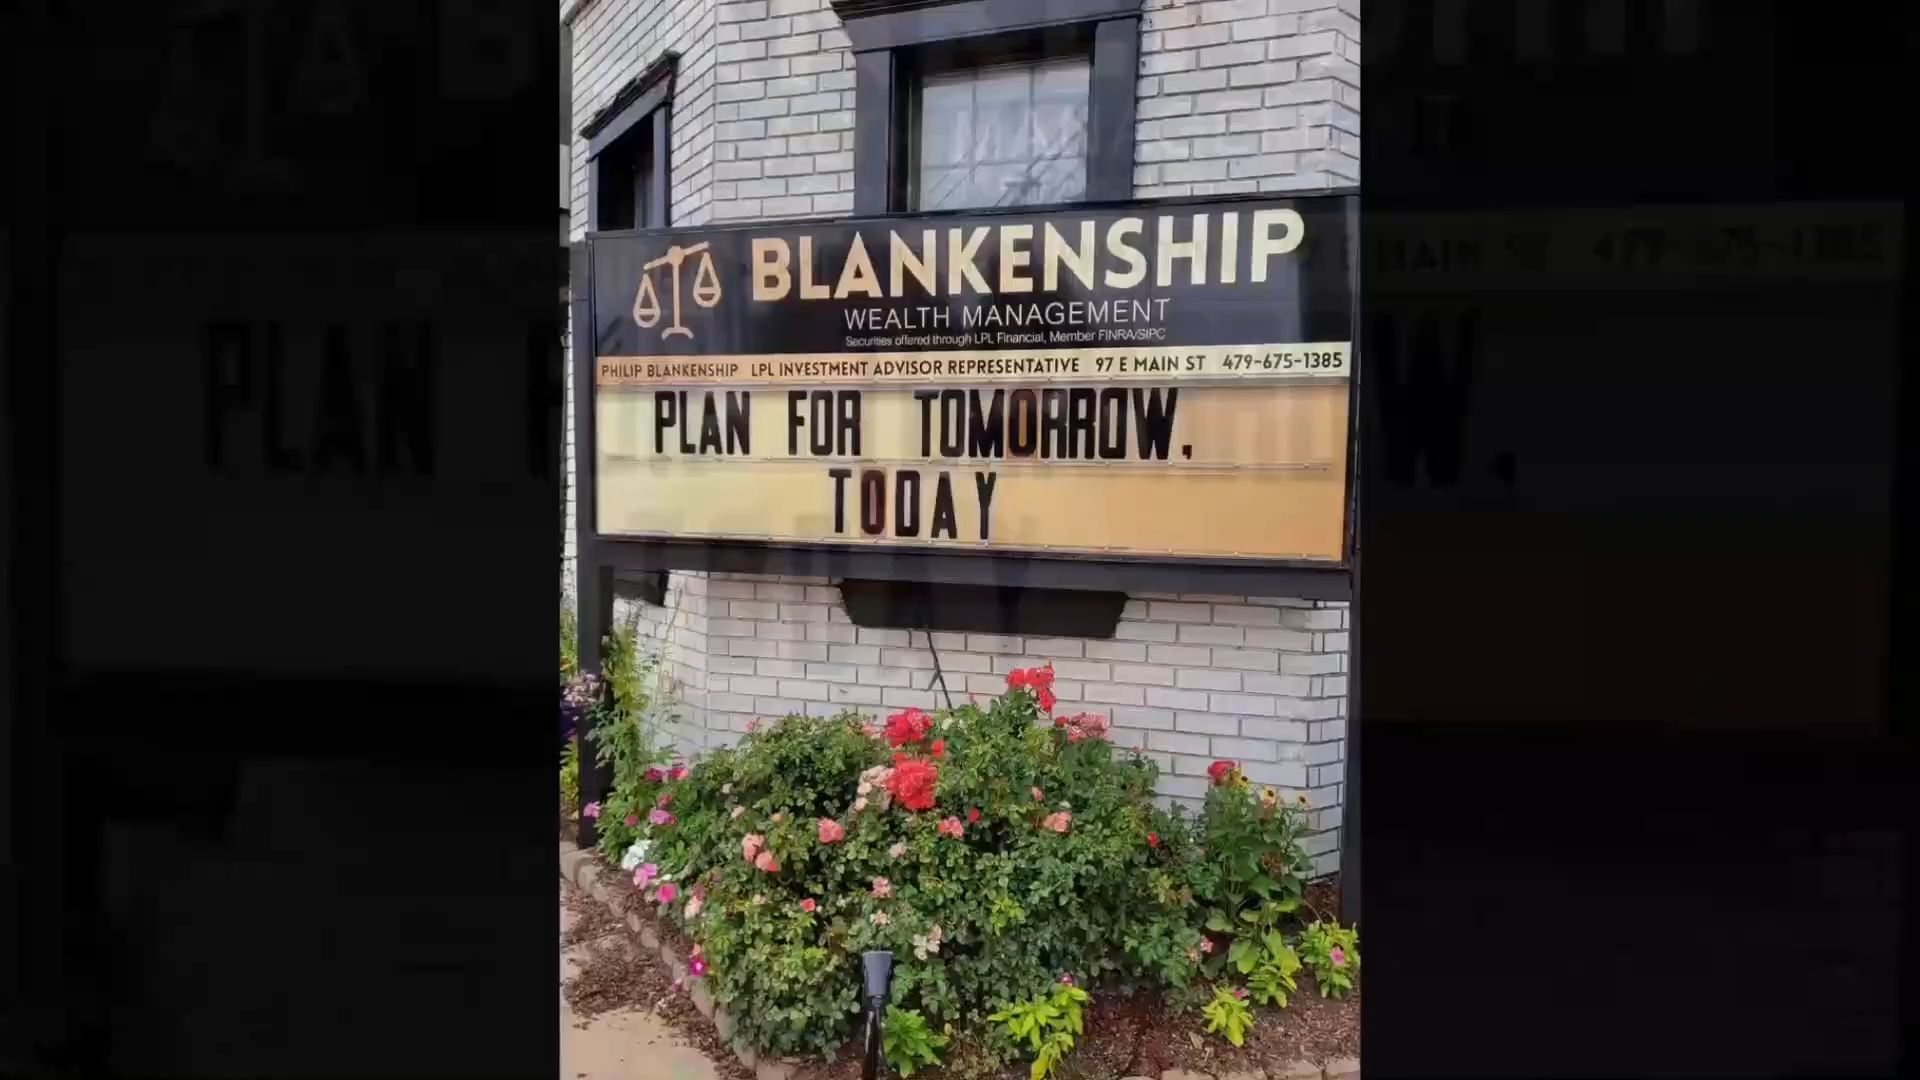 BLANKENSHIP
WEALTH MANAGEMENT
Securities offered through LPL Financial, Member FINRA/SIPC
PHILIP BLANKENSHIP LPL INVESTMENT ADVISOR REPRESENTATIVE 97 E MAIN ST 479-675-1385
PLAN FOR TOMORROW,
TODAY